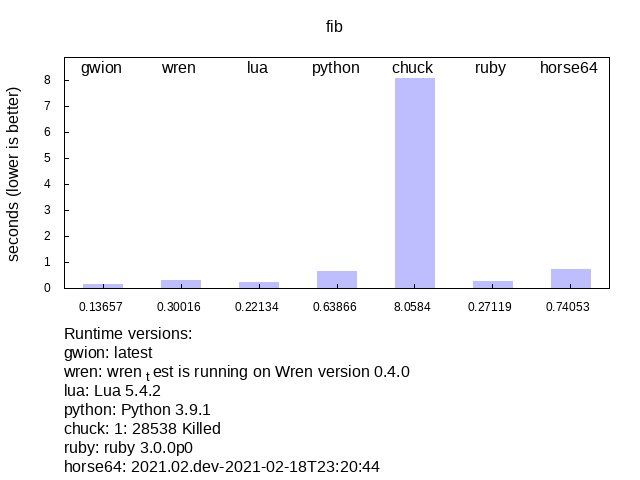 fib
gwion wren lua python chuck ruby horse64
seconds (lower is better)
8
7
6
5
4
3
2
1
0
0.13657 0.30016 0.22134 0.63866 8.0584 0.27119 0.74053
Runtime versions:
gwion: latest
wren: wren t est is running on Wren version 0.4.0
lua: Lua 5.4.2
python: Python 3.9.1
chuck: 1: 28538 Killed
ruby: ruby 3.0.0p0
horse64: 2021.02.dev-2021-02-18T23:20:44